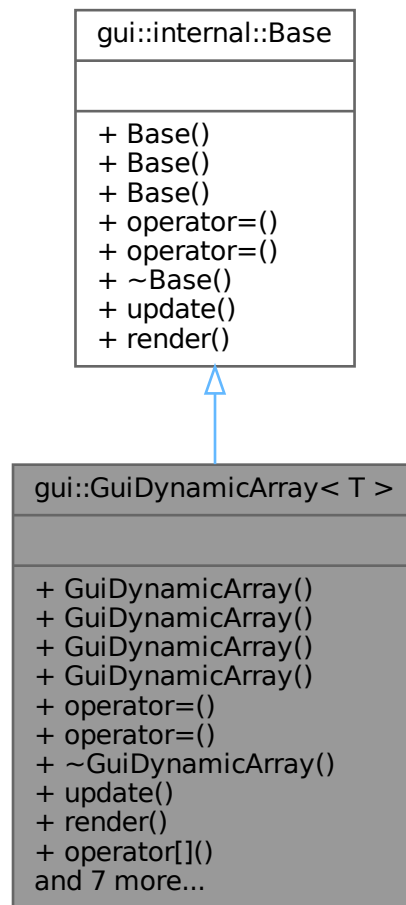 gui::internal::Base
+ Base()
+ Base()
+ Base()
+ operator=()
+ operator=()
+ ~Base()
+ update()
+ render()
gui::GuiDynamicArray< T >
+ GuiDynamicArray()
+ GuiDynamicArray()
+ GuiDynamicArray()
+ GuiDynamicArray()
+ operator=()
+ operator=()
+ ~GuiDynamicArray()
+ update()
+ render()
+ operator[]()
and 7 more...